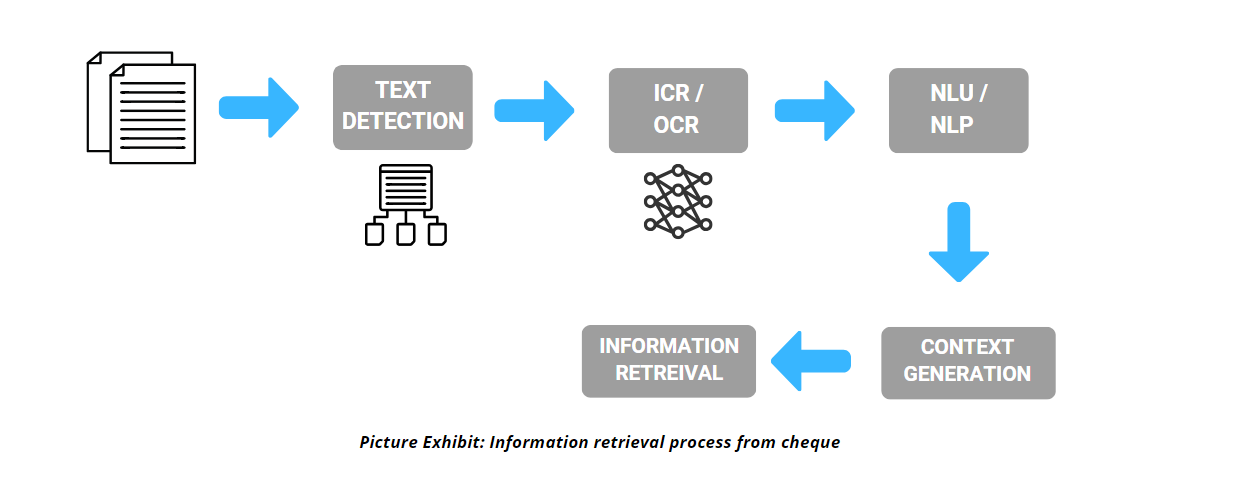 TEXT
DETECTION
ICR /
OCR
NLU /
NLP
CONTEXT
GENERATION
INFORMATION
RETREIVAL
Picture Exhibit: Information retrieval process from cheque